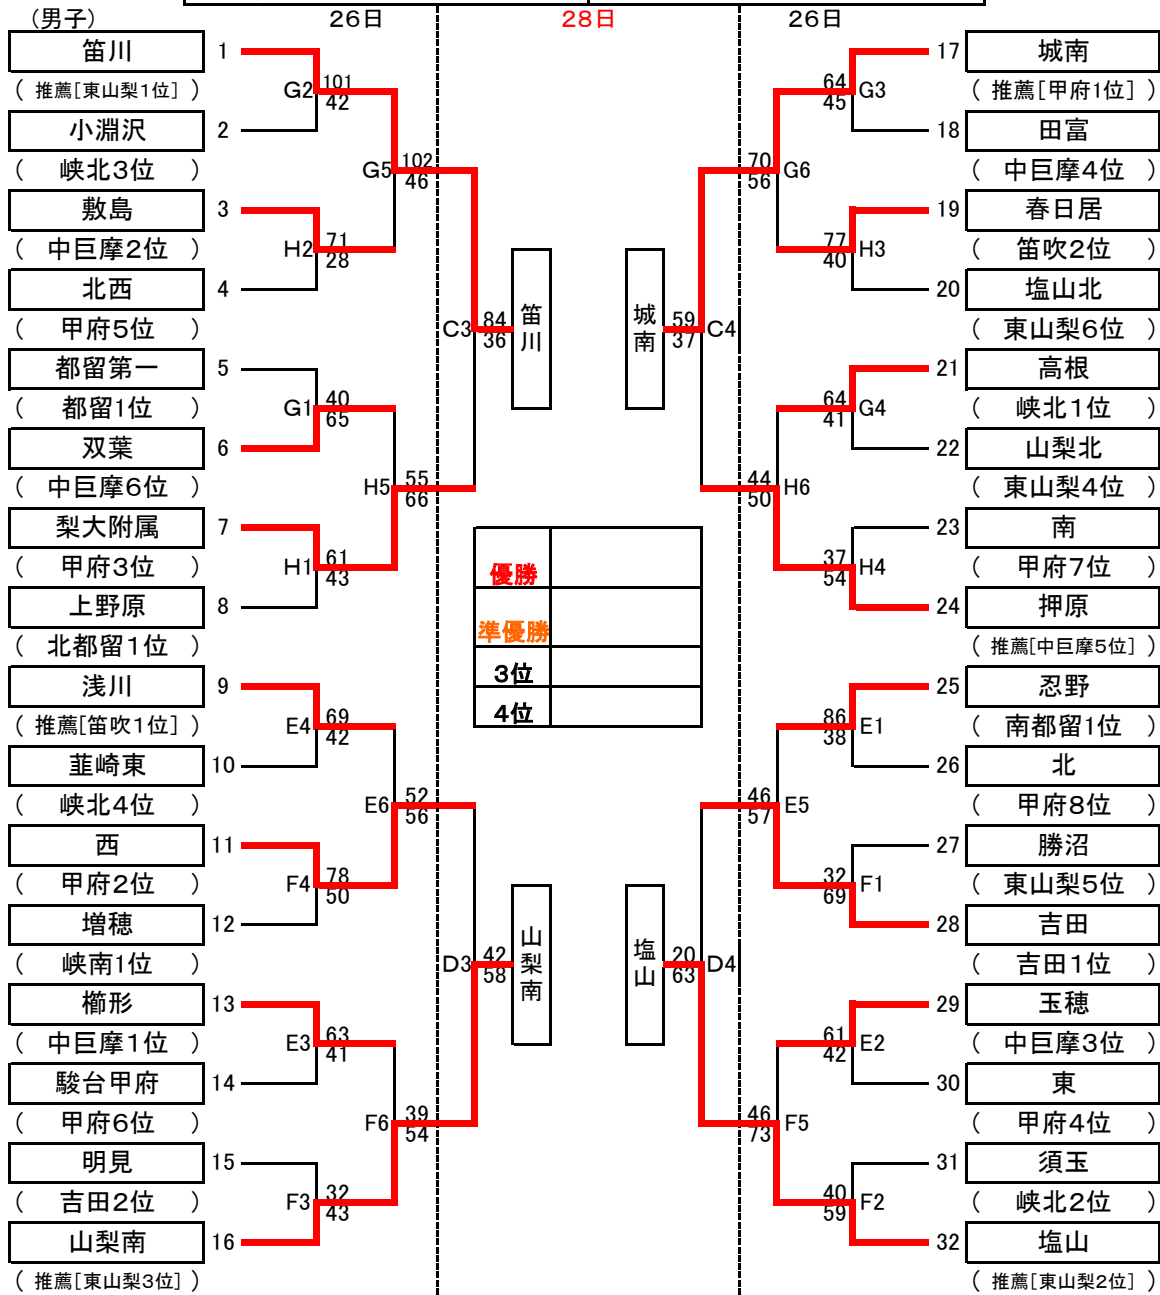 (男子)
26日
28日
26日
笛川
1
( 推薦[東山梨1位] )
G2
101
42
小淵沢
2
( 峡北3位 )
G5
102
46
敷島
3
( 中巨摩2位 )
H2
71
28
北西
4
( 甲府5位 )
C3
84
36
笛川
都留第一
5
( 都留1位 )
G1
40
65
双葉
6
( 中巨摩6位 )
H5
55
66
梨大附属
7
( 甲府3位 )
H1
61
43
上野原
8
( 北都留1位 )
浅川
9
( 推薦[笛吹1位] )
E4
69
42
韮崎東
10
( 峡北4位 )
E6
52
56
西
11
( 甲府2位 )
F4
78
50
増穂
12
( 峡南1位 )
D3
42
58
山梨南
櫛形
13
( 中巨摩1位 )
E3
63
41
駿台甲府
14
( 甲府6位 )
F6
39
54
明見
15
( 吉田2位 )
F3
32
43
山梨南
16
( 推薦[東山梨3位] )
優勝
準優勝
3位
4位
17
城南
64
45
G3
( 推薦[甲府1位] )
18
田富
70
56
G6
( 中巨摩4位 )
19
春日居
77
40
H3
( 笛吹2位 )
20
塩山北
( 東山梨6位 )
城南
59
37
C4
21
高根
64
41
G4
( 峡北1位 )
22
山梨北
44
50
H6
( 東山梨4位 )
23
南
37
54
H4
( 甲府7位 )
24
押原
( 推薦[中巨摩5位] )
25
忍野
86
38
E1
( 南都留1位 )
26
北
46
57
E5
( 甲府8位 )
27
勝沼
32
69
F1
( 東山梨5位 )
28
吉田
( 吉田1位 )
塩山
20
63
D4
29
玉穂
61
42
E2
( 中巨摩3位 )
30
東
46
73
F5
( 甲府4位 )
31
須玉
40
59
F2
( 峡北2位 )
32
塩山
( 推薦[東山梨2位] )